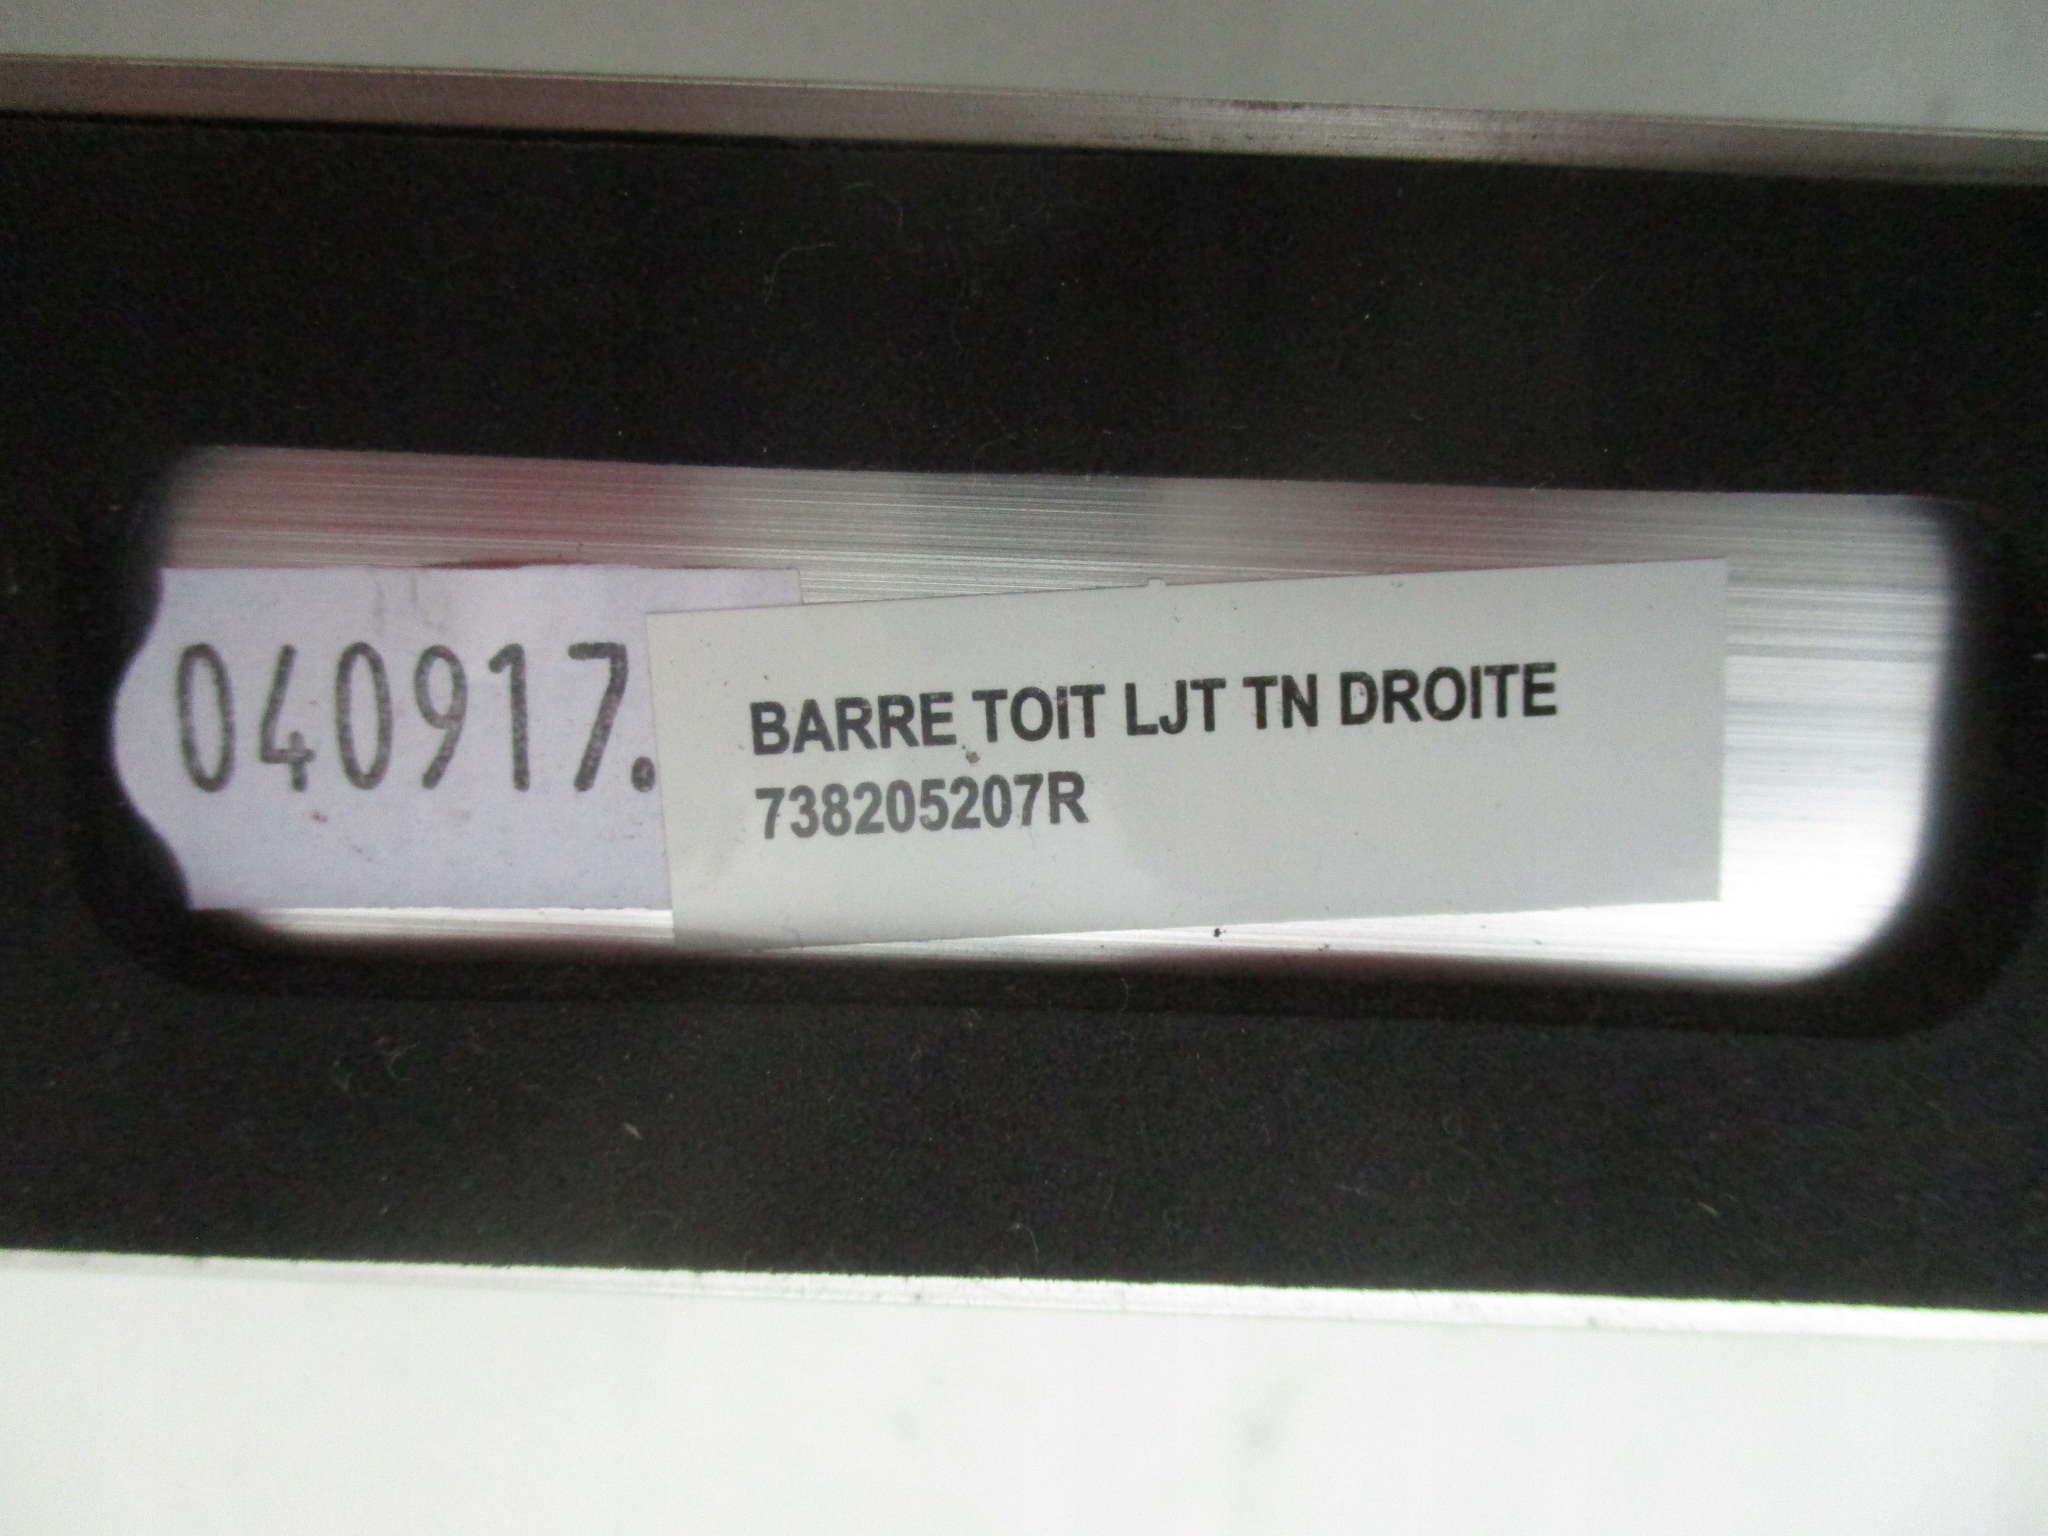 040917.
BARRE TOIT LJT TN DROITE
738205207R